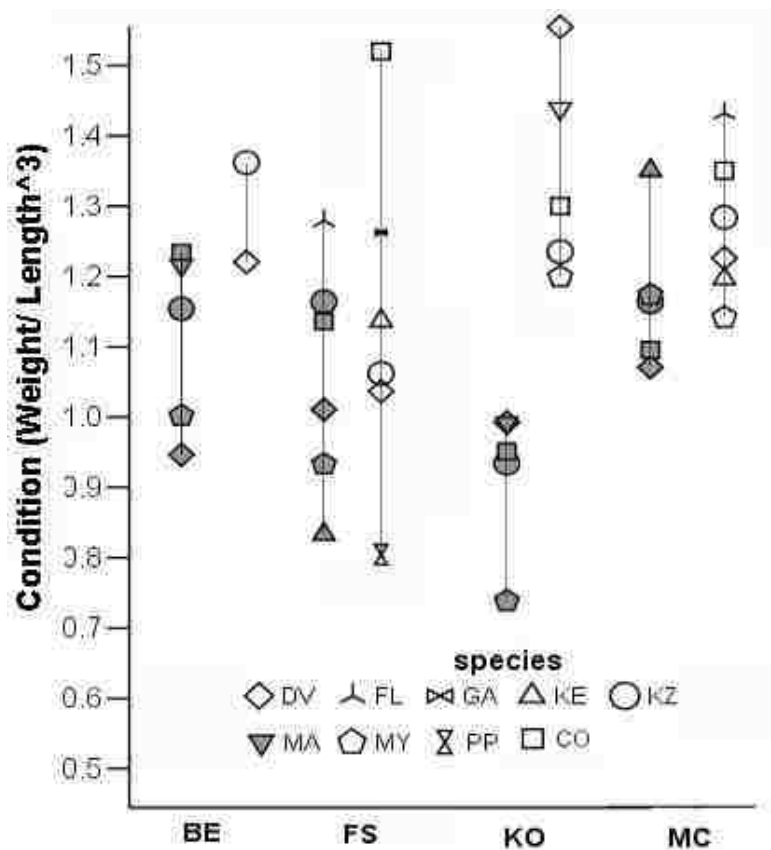 Condition (Weight/ Length^3)
1.5
1.4
1.3
1.2
1.1
1.0
0.9
0.8
0.7
0.6
0.5
species
DV FL GA KE KZ
MA MY PP CO
BE FS KO MC